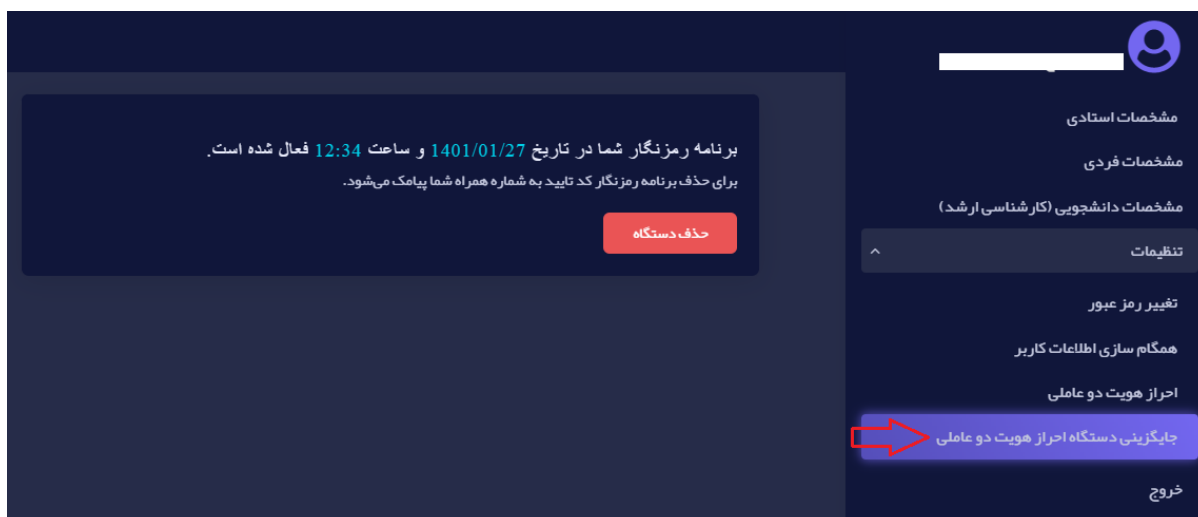 مشخصات استادی
مشخصات فردی
مشخصات دانشجویی (کارشناسی ارشد)
تنظیمات
تغییر رمز عبور
همگام سازی اطلاعات کاربر
احراز هویت دو عاملی
جایگزینی دستگاه احراز هویت دو عاملی
خروج
برنامه رمزنگار شما در تاریخ 1401/01/27 و ساعت 12:34 فعال شده است.
برای حذف برنامه رمزنگار کد تایید به شماره همراه شما پیامک می‌شود.
حذف دستگاه